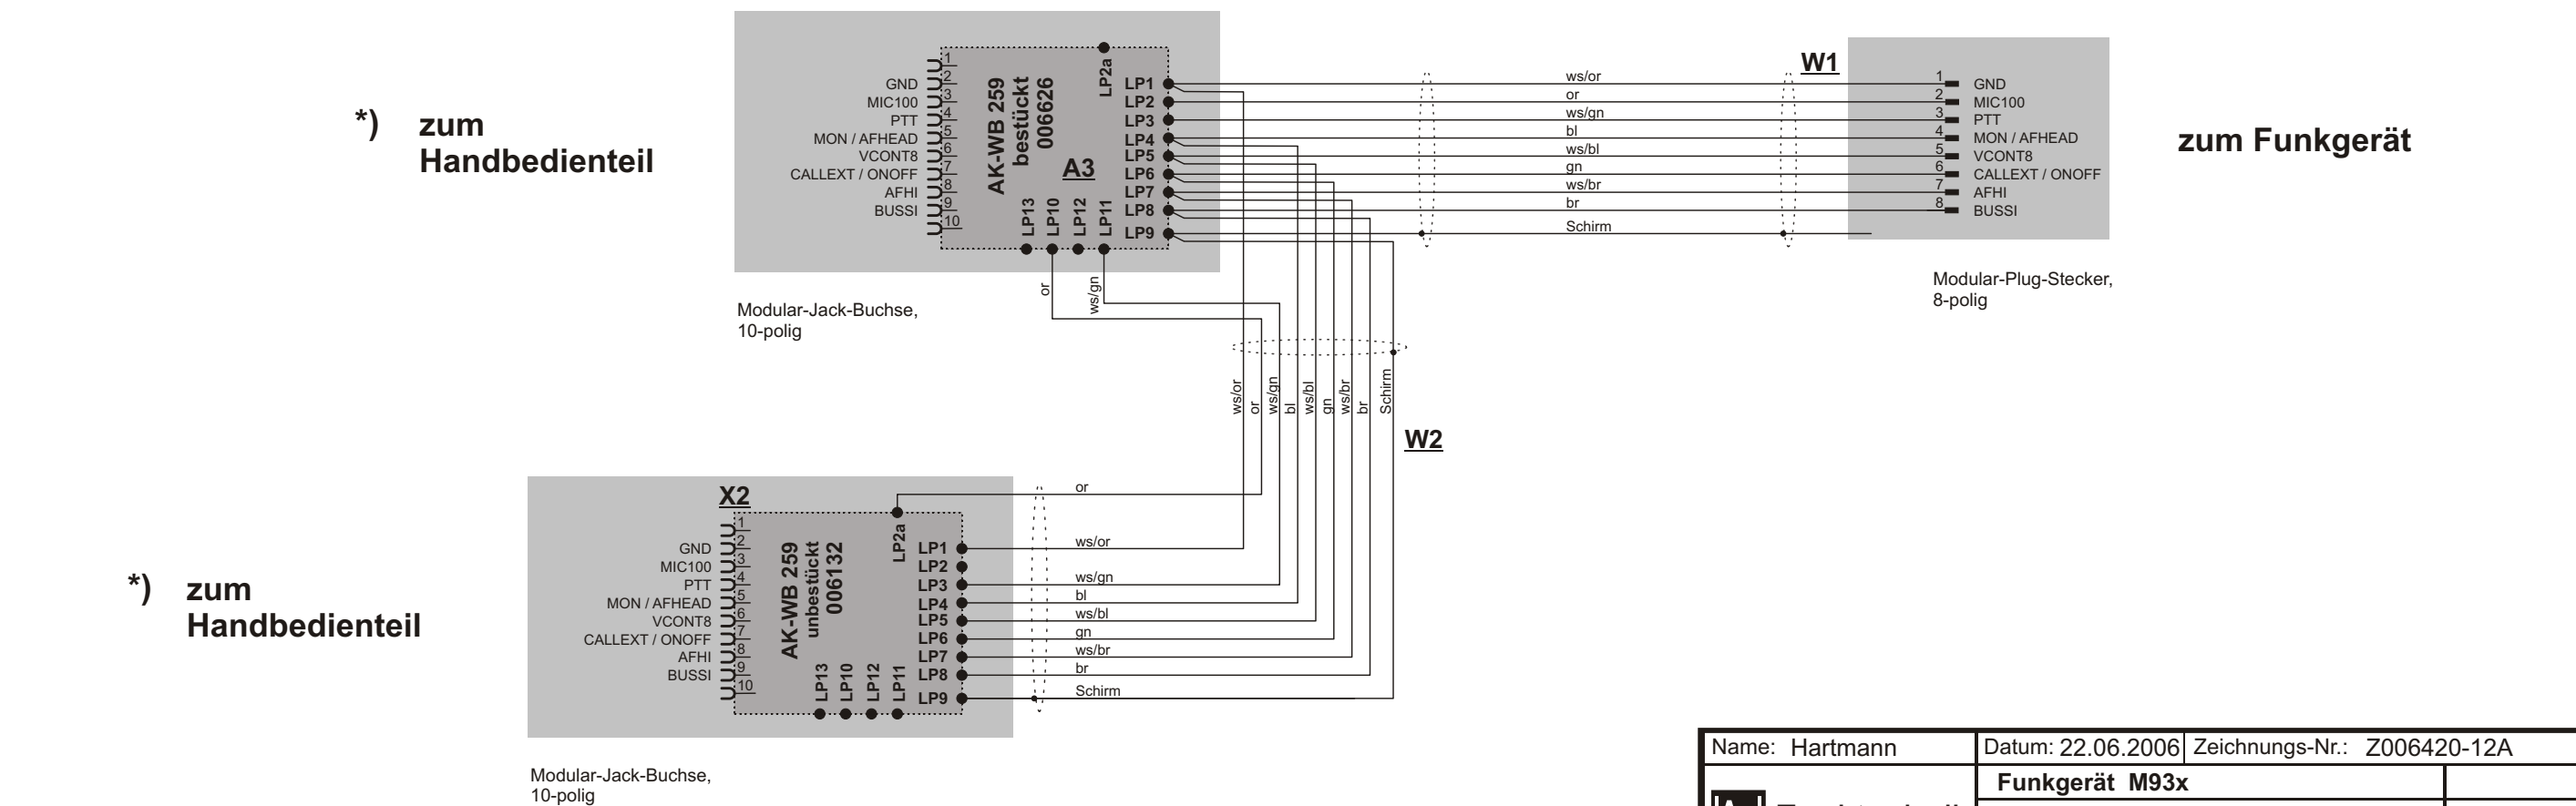 *) zum
Handbedienteil
1
2
3
4
5
6
7
8
9
10
GND
MIC100
PTT
MON / AFHEAD
VCONT8
CALLEXT / ONOFF
AFHI
BUSSI
AK-WB 259
bestückt
006626
A3
LP2a
LP1
LP2
LP3
LP4
LP5
LP6
LP7
LP8
LP9
LP13
LP10
LP12
LP11
Modular-Jack-Buchse,
10-polig
or
ws/gn
ws/or
or
ws/gn
bl
ws/bl
gn
ws/br
br
Schirm
W1
1
2
3
4
5
6
7
8
GND
MIC100
PTT
MON / AFHEAD
VCONT8
CALLEXT / ONOFF
AFHI
BUSSI
zum Funkgerät
Modular-Plug-Stecker,
8-polig
ws/or
or
ws/gn
bl
ws/bl
gn
ws/br
br
Schirm
W2
*) zum
Handbedienteil
X2
1
2
3
4
5
6
7
8
9
10
GND
MIC100
PTT
MON / AFHEAD
VCONT8
CALLEXT / ONOFF
AFHI
BUSSI
AK-WB 259
unbestückt
006132
LP2a
LP1
LP2
LP3
LP4
LP5
LP6
LP7
LP8
LP9
LP13
LP10
LP12
LP11
or
ws/or
ws/gn
bl
ws/bl
gn
ws/br
br
Schirm
Modular-Jack-Buchse,
10-polig
Name: Hartmann
Datum: 22.06.2006
Zeichnungs-Nr.: Z006420-12A
Funkgerät M93x